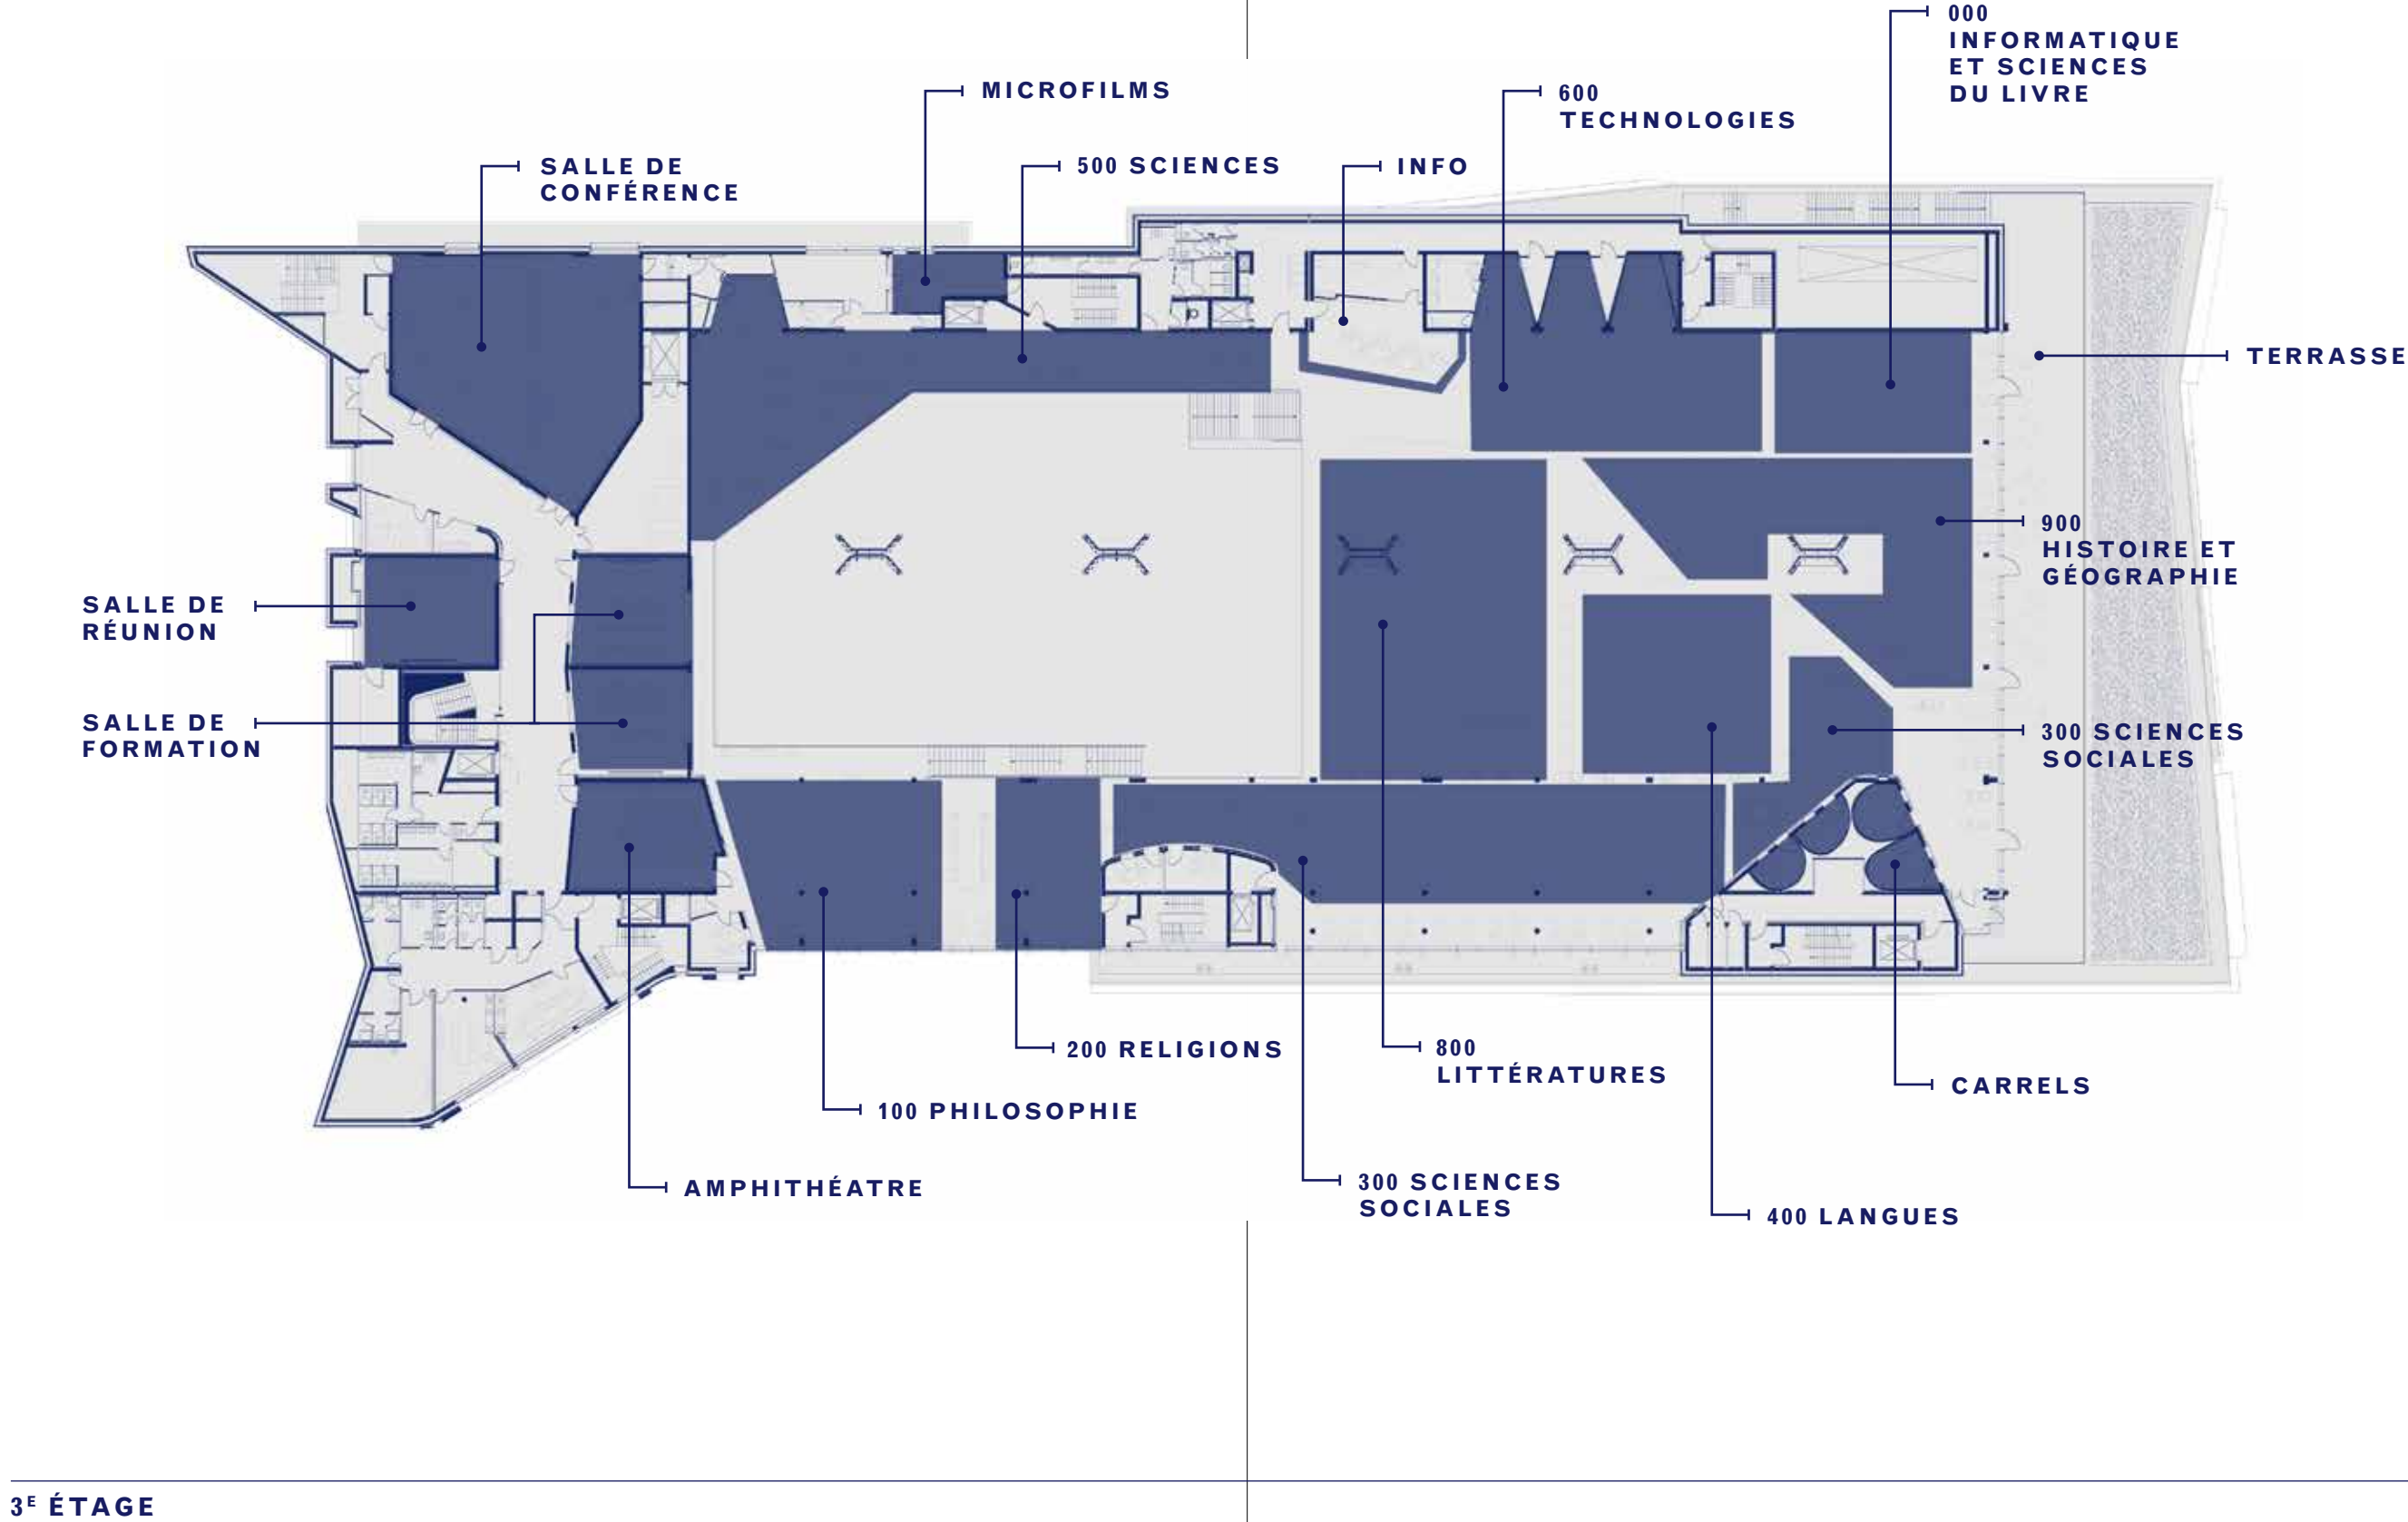 000
INFORMATIQUE
ET SCIENCES
DU LIVRE
MICROFILMS
600
TECHNOLOGIES
SALLE DE
CONFÉRENCE
500 SCIENCES
INFO
TERRASSE
900
HISTOIRE ET
GÉOGRAPHIE
SALLE DE
RÉUNION
SALLE DE
FORMATION
300 SCIENCES
SOCIALES
200 RELIGIONS
800
LITTÉRATURES
CARRELS
100 PHILOSOPHIE
AMPHITHÉATRE
300 SCIENCES
SOCIALES
400 LANGUES
3E ÉTAGE